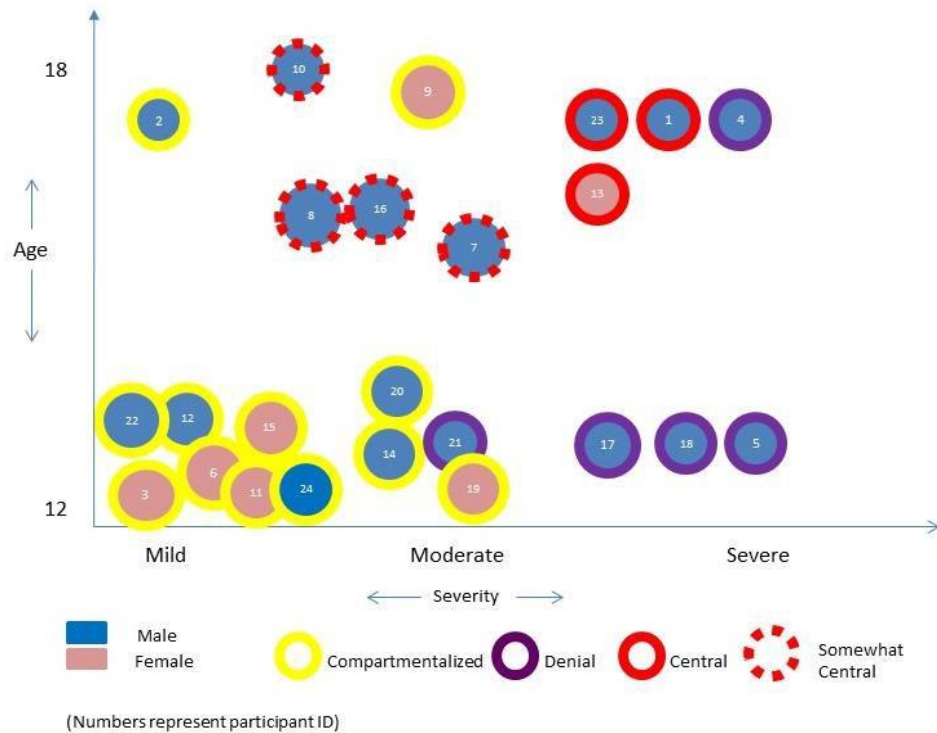 18
10
9
2
23
1
4
13
8
16
7
Age
20
22
12
15
21
14
17
18
5
6
3
11
24
19
12
Mild
Moderate
Severe
Severity
Male
Female
Compartmentalized
Denial
Central
Somewhat
Central
(Numbers represent participant ID)